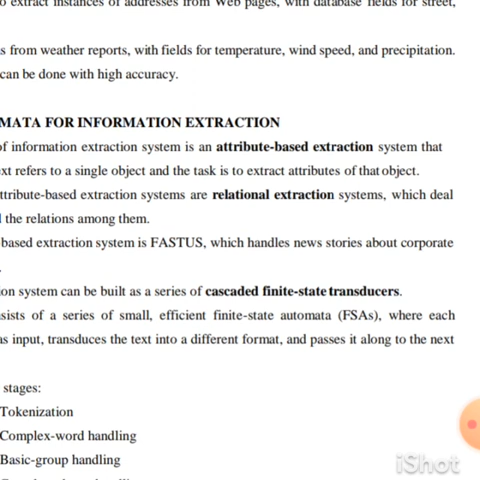 o extract instances of addresses from Web pages, with database fields for street,
s from weather reports, with fields for temperature, wind speed, and precipitation.
can be done with high accuracy.
MATA FOR INFORMATION EXTRACTION
of information extraction system is an attribute-based extraction system that
xt refers to a single object and the task is to extract attributes of that object.
ttribute-based extraction systems are relational extraction systems, which deal
the relations among them.
based extraction system is FASTUS, which handles news stories about corporate
ion system can be built as a series of cascaded finite-state transducers.
sists of a series of small, efficient finite-state automata (FSAs), where each
as input, transduces the text into a different format, and passes it along to the next
stages:
Tokenization
Complex-word handling
Basic-group handling
iShot